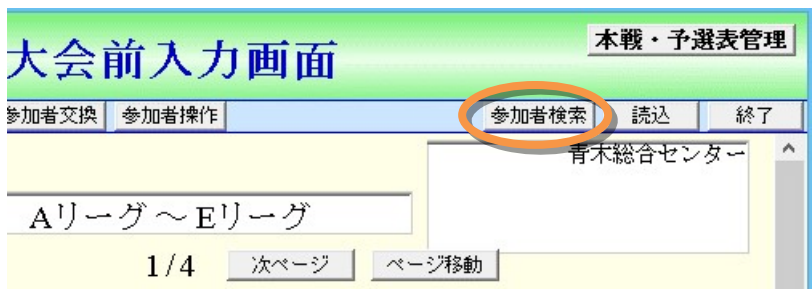 大会前入力画面
本戦・予選表管理
参加者交換 参加者操作 参加者検索 読込 終了
青木総合センター
Aリーグ～Eリーグ
1/4 次ページ ページ移動